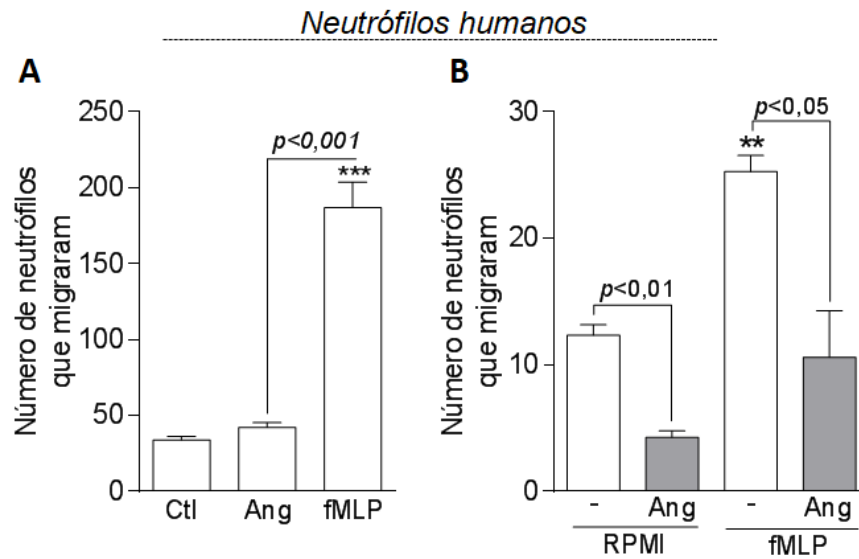 Neutrófilos humanos
A
Número de neutrófilos
que migraram
250
200
150
100
50
0
p<0,001
***
Ctl Ang fMLP
B
Número de neutrófilos
que migraram
30
20
10
0
p<0,05
**
p<0,01
- Ang - Ang
RPMI fMLP